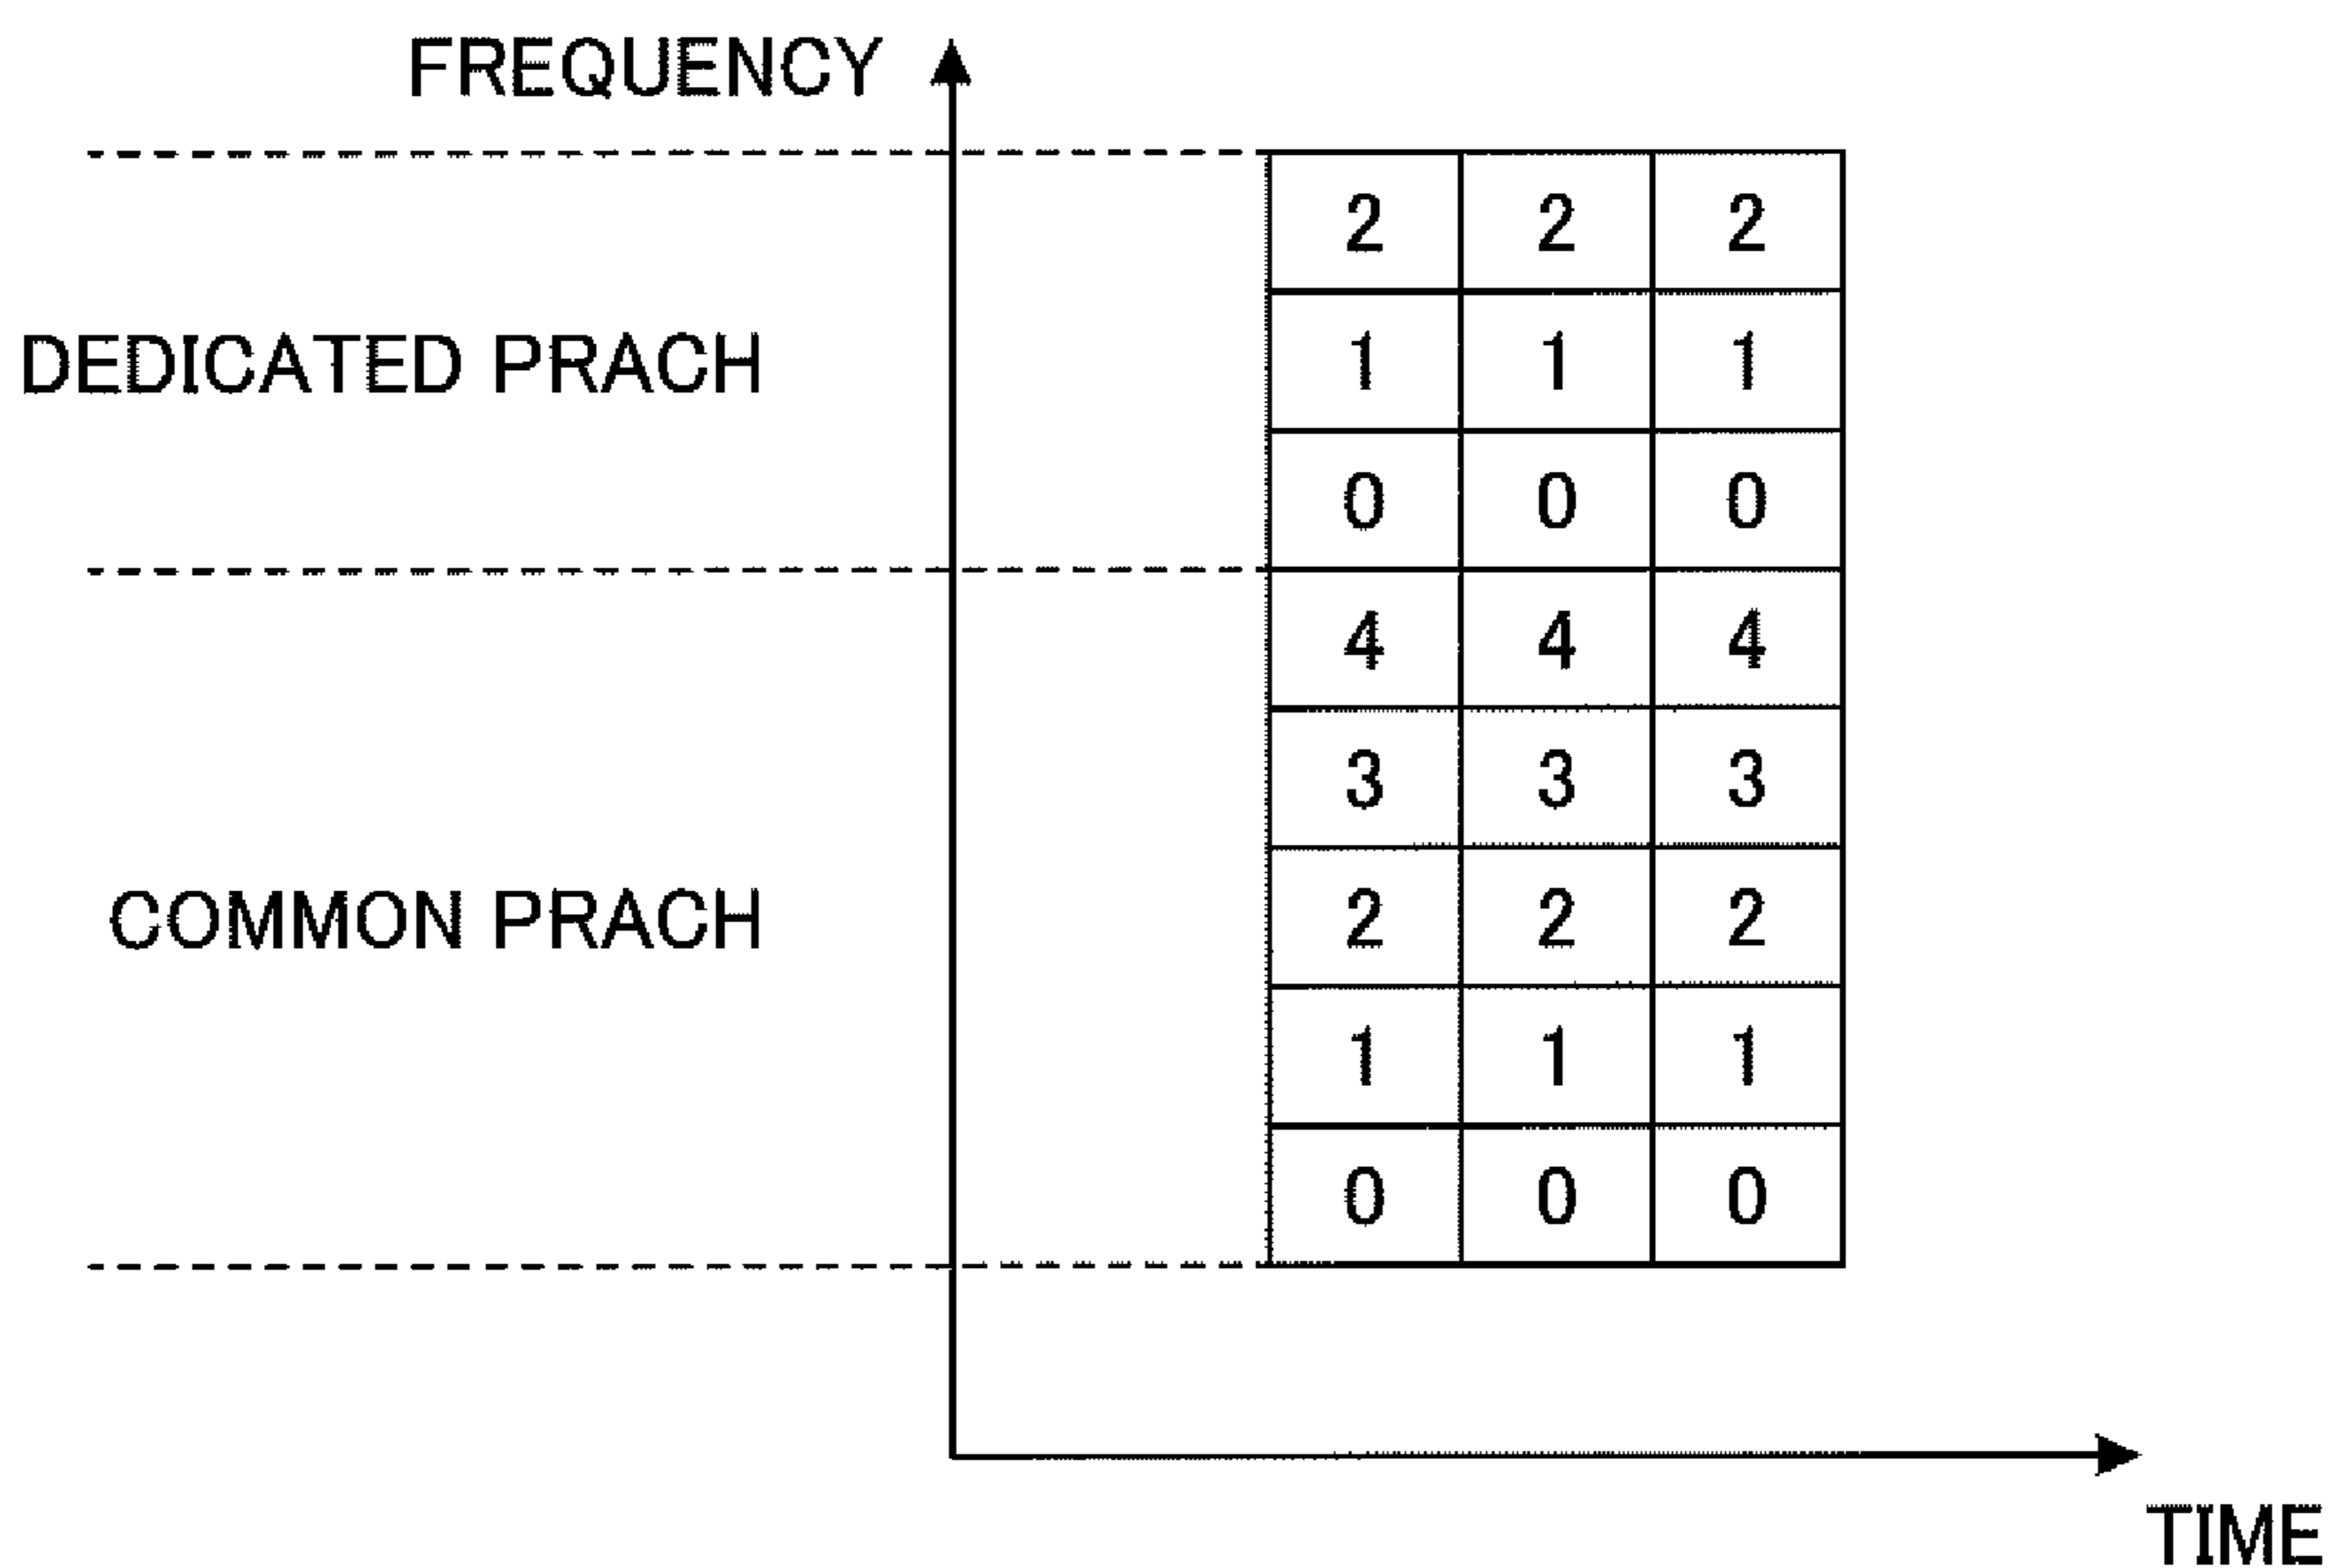 FREQUENCY
2 2 2
DEDICATED PRACH 1 1 1
0 0 0
4 4 4
3 3 3
COMMON PRACH 2 2 2
1 1 1
0 0 0
TIME